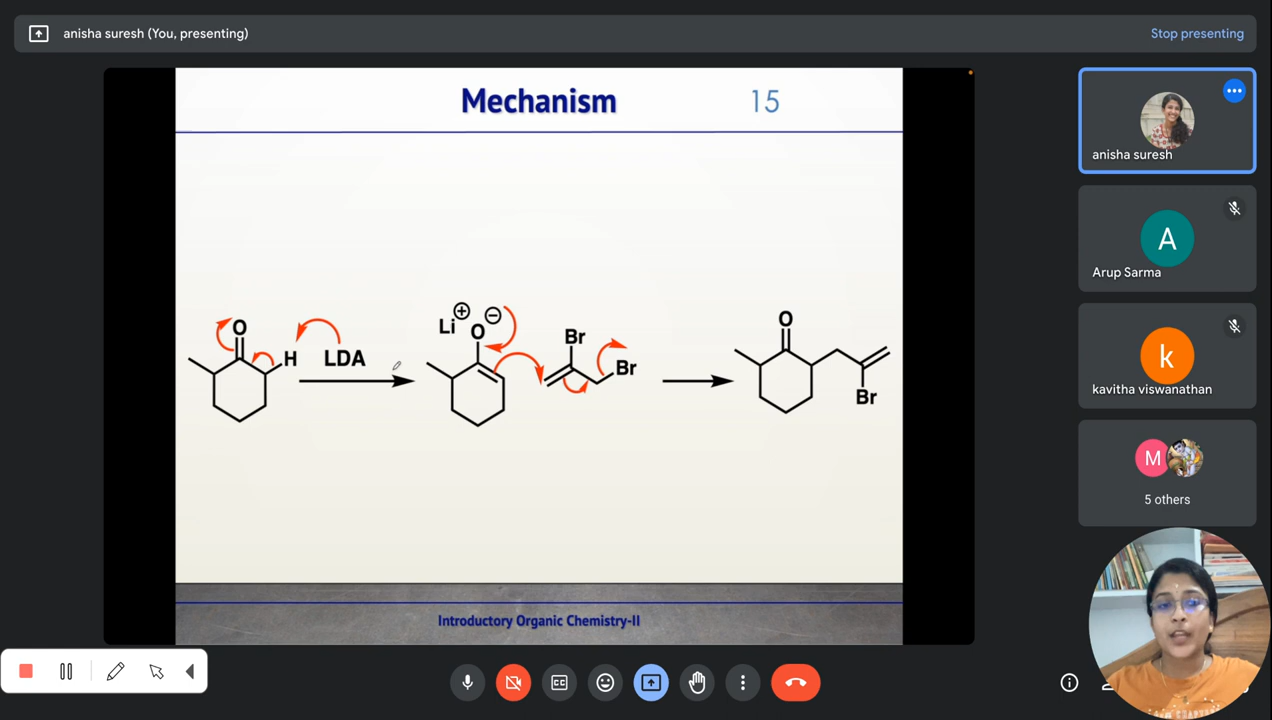 anisha suresh (You, presenting)
Stop presenting
Mechanism
15
anisha suresh
A
Arup Sarma
k
kavitha viswanathan
M
5 others
O
H
LDA
Li ⊕ ⊖
O
Br
Br
O
Br
Introductory Organic Chemistry-II
CC